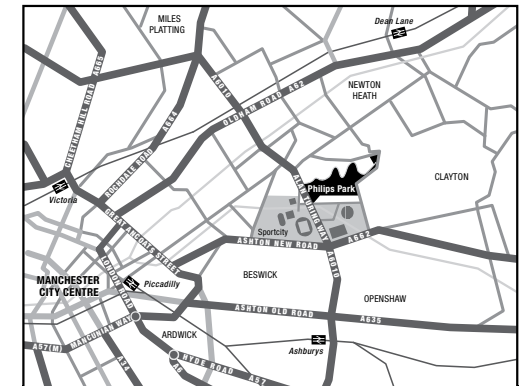 MILES
PLATTING
Dean Lane
A665
CHEETHAM HILL ROAD
A6010
OLDHAM ROAD A62
NEWTON
HEATH
A664
ROCHDALE ROAD
Victoria
CLAYTON
Philips Park
ALAN TURING WAY
GREAT ANCOATS STREET
Sportcity
ASHTON NEW ROAD
A662
LONDON ROAD
A6010
MANCHESTER
CITY CENTRE
Piccadilly
BESWICK
OPENSHAW
ASHTON OLD ROAD
A635
MANCUNIAN WAY
A57(M)
ARDWICK
Ashburys
A34
HYDE ROAD
A57
A6